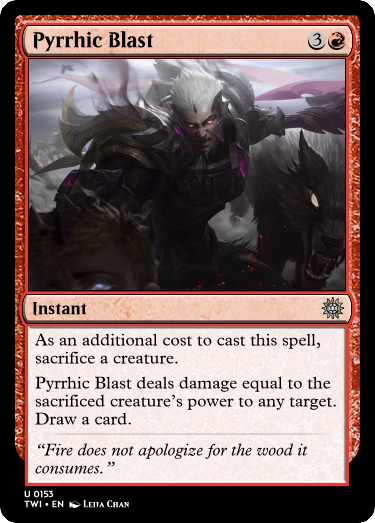 Pyrrhic Blast 3
Instant
As an additional cost to cast this spell,
sacrifice a creature.
Pyrrhic Blast deals damage equal to the
sacrificed creature's power to any target.
Draw a card.
“Fire does not apologize for the wood it
consumes.”
U 0153
TWI • EN Leija Chan